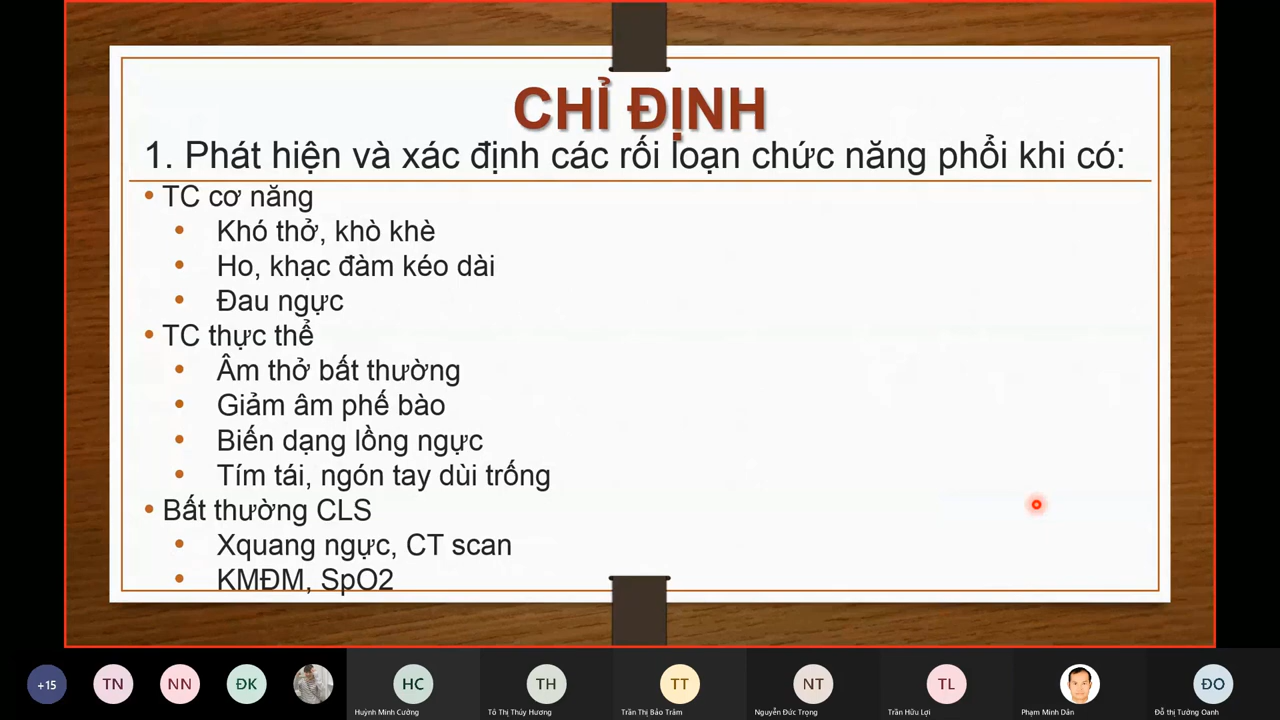 CHỈ ĐỊNH
1. Phát hiện và xác định các rối loạn chức năng phổi khi có:
• TC cơ năng
• Khó thở, khò khè
• Ho, khạc đàm kéo dài
• Đau ngực
• TC thực thể
• Âm thở bất thường
• Giảm âm phế bào
• Biến dạng lồng ngực
• Tím tái, ngón tay dùi trống
• Bất thường CLS
• Xquang ngực, CT scan
• KMĐM, SpO2
+15 TN NN ĐK HC TH TT NT TL ĐO
Huỳnh Minh Cường Tô Thị Thúy Hương Trần Thị Bảo Trâm Nguyễn Đức Trọng Trần Hữu Lợi Phạm Minh Dân Đỗ thị Tường Oanh